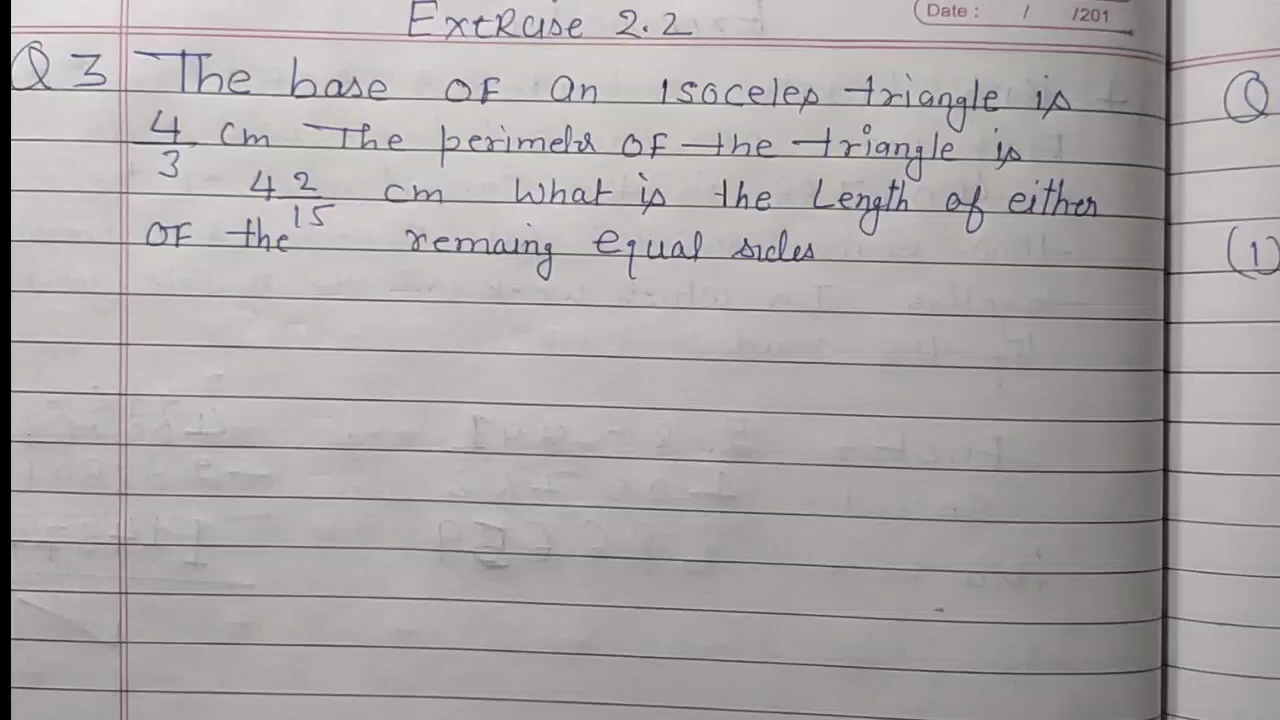 Exercise 2.2
Date : / /201
Q 3 The base of an isoceles triangle is
4/3 cm The perimeter of the triangle is
4 2/15 cm What is the Length of either
of the remaing equal sides
Q
(1)